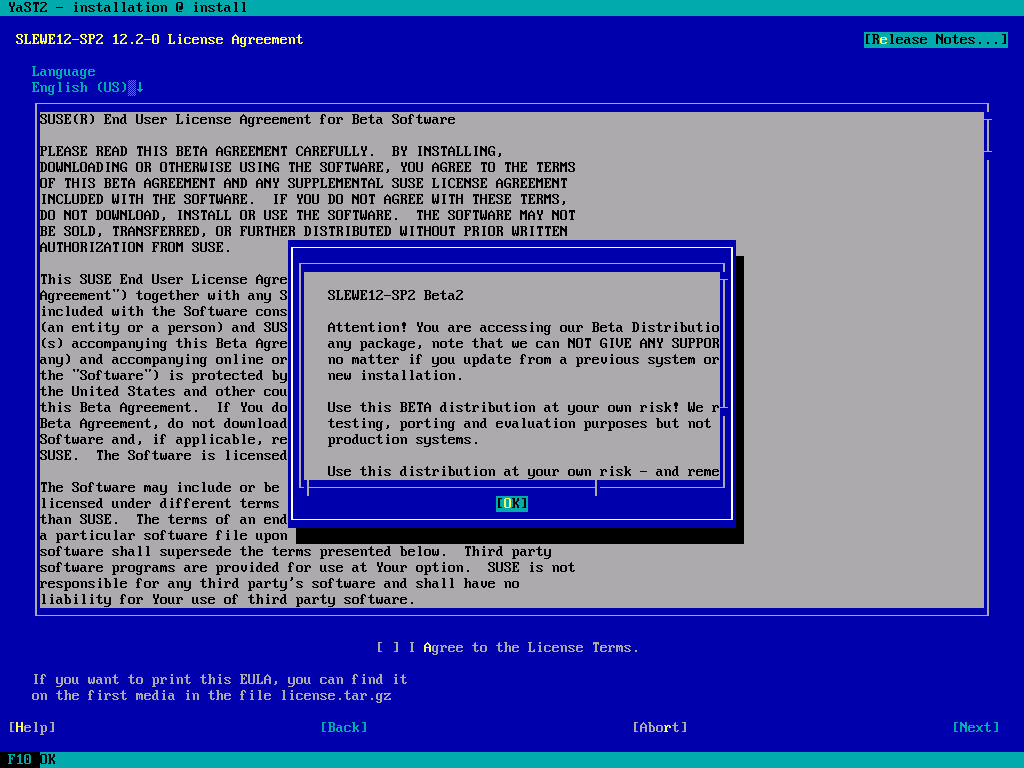 YaST2 - installation @ install
SLEWE12-SP2 12.2-0 License Agreement
[Release Notes...]
Language
English (US)
SUSE(R) End User License Agreement for Beta Software
PLEASE READ THIS BETA AGREEMENT CAREFULLY.  BY INSTALLING,
DOWNLOADING OR OTHERWISE USING THE SOFTWARE, YOU AGREE TO THE TERMS
OF THIS BETA AGREEMENT AND ANY SUPPLEMENTAL SUSE LICENSE AGREEMENT
INCLUDED WITH THE SOFTWARE.  IF YOU DO NOT AGREE WITH THESE TERMS,
DO NOT DOWNLOAD, INSTALL OR USE THE SOFTWARE.  THE SOFTWARE MAY NOT
BE SOLD, TRANSFERRED, OR FURTHER DISTRIBUTED WITHOUT PRIOR WRITTEN
AUTHORIZATION FROM SUSE.
This SUSE End User License Agre
Agreement") together with any S
included with the Software cons
(an entity or a person) and SUS
(s) accompanying this Beta Agre
any) and accompanying online or
the "Software") is protected by
the United States and other cou
this Beta Agreement.  If You do
Beta Agreement, do not download
Software and, if applicable, re
SUSE.  The Software is licensed
The Software may include or be
licensed under different terms
than SUSE.  The terms of an end
a particular software file upon
software shall supersede the terms presented below.  Third party
software programs are provided for use at Your option.  SUSE is not
responsible for any third party's software and shall have no
liability for Your use of third party software.
SLEWE12-SP2 Beta2
Attention! You are accessing our Beta Distributio
any package, note that we can NOT GIVE ANY SUPPOR
no matter if you update from a previous system or
new installation.
Use this BETA distribution at your own risk! We r
testing, porting and evaluation purposes but not
production systems.
Use this distribution at your own risk - and reme
[OK]
[ ] I Agree to the License Terms.
If you want to print this EULA, you can find it
on the first media in the file license.tar.gz
[Help]
[Back]
[Abort]
[Next]
F10 OK